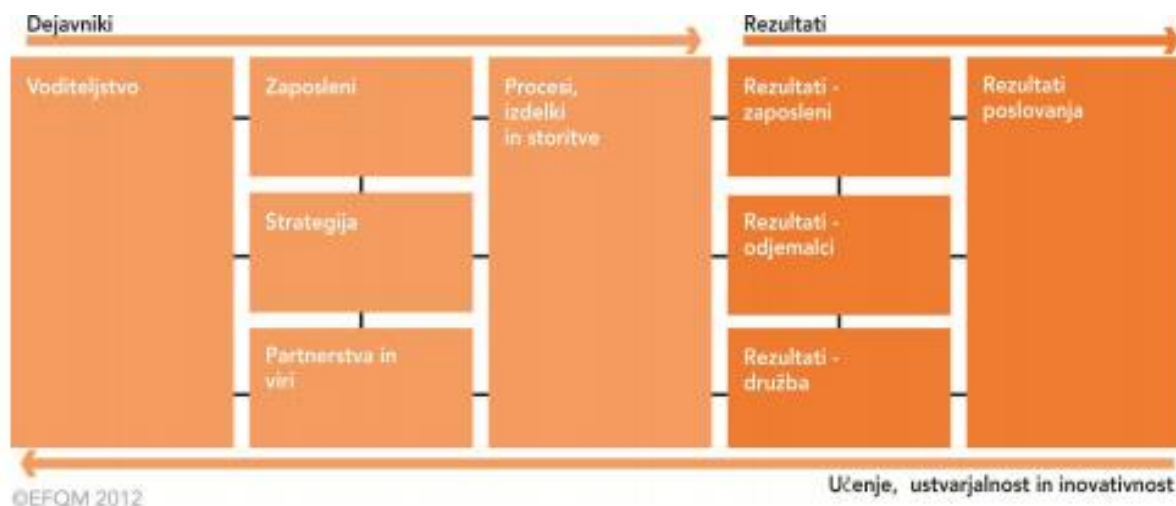 Dejavniki
Rezultati
Voditeljstvo
Zaposleni
Procesi,
izdelki
in storitve
Rezultati -
zaposleni
Rezultati
poslovanja
Strategija
Rezultati -
odjemalci
Partnerstva in
viri
Rezultati -
družba
Učenje, ustvarjalnost in inovativnost
©EFQM 2012